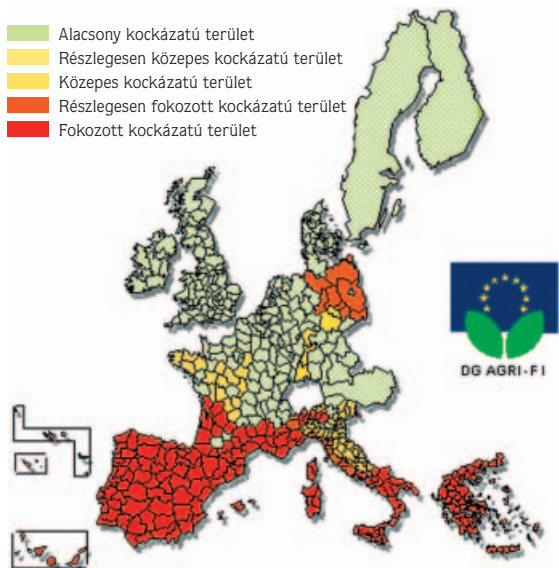 Alacsony kockázatú terület
Részlegesen közepes kockázatú terület
Közepes kockázatú terület
Részlegesen fokozott kockázatú terület
Fokozott kockázatú terület
DG AGRI-FI